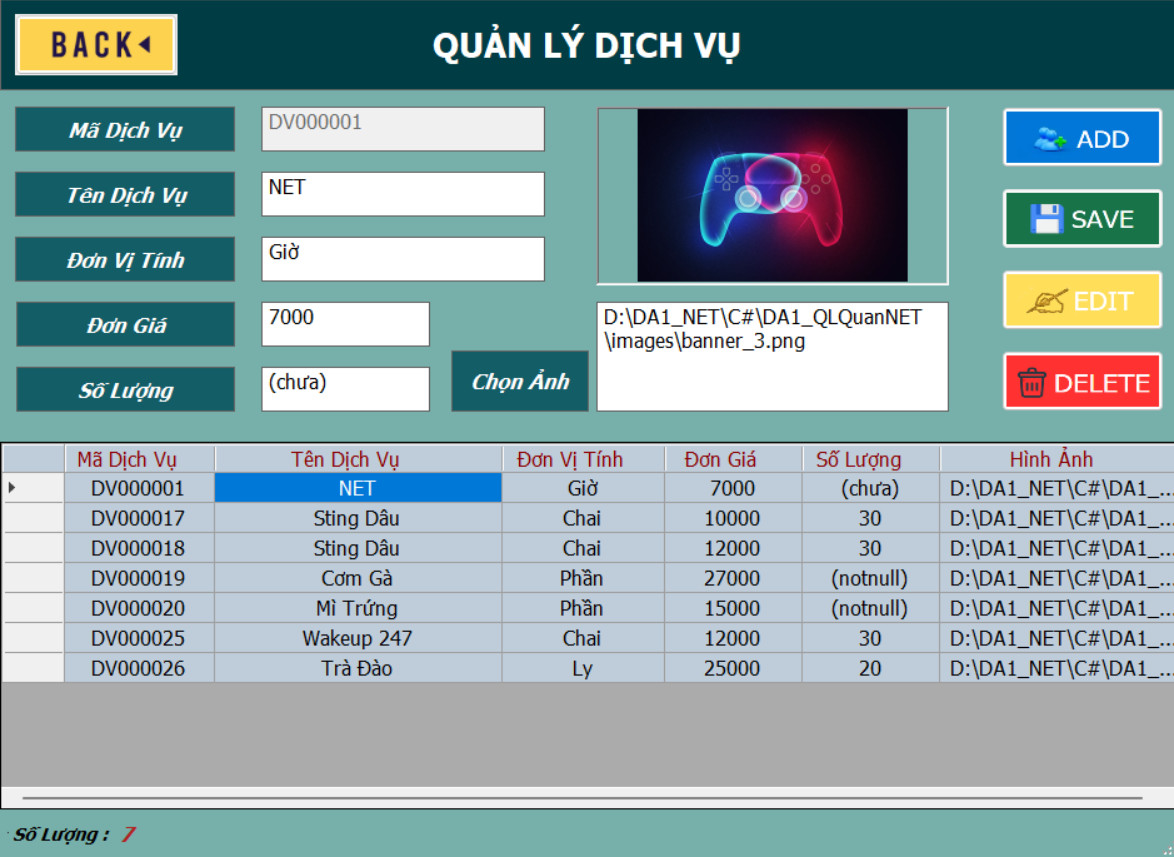 BACK
QUẢN LÝ DỊCH VỤ
Mã Dịch Vụ DV000001
ADD
Tên Dịch Vụ NET
SAVE
Đơn Vị Tính Giờ
EDIT
Đơn Giá 7000
D:\DA1_NET\C#\DA1_QLQuanNET
\images\banner_3.png
Số Lượng (chưa)
Chọn Ảnh
DELETE
Mã Dịch Vụ Tên Dịch Vụ Đơn Vị Tính Đơn Giá Số Lượng Hình Ảnh
DV000001 NET Giờ 7000 (chưa) D:\DA1_NET\C#\DA1_...
DV000017 Sting Dâu Chai 10000 30 D:\DA1_NET\C#\DA1_...
DV000018 Sting Dâu Chai 12000 30 D:\DA1_NET\C#\DA1_...
DV000019 Cơm Gà Phần 27000 (notnull) D:\DA1_NET\C#\DA1_...
DV000020 Mì Trứng Phần 15000 (notnull) D:\DA1_NET\C#\DA1_...
DV000025 Wakeup 247 Chai 12000 30 D:\DA1_NET\C#\DA1_...
DV000026 Trà Đào Ly 25000 20 D:\DA1_NET\C#\DA1_...
Số Lượng : 7